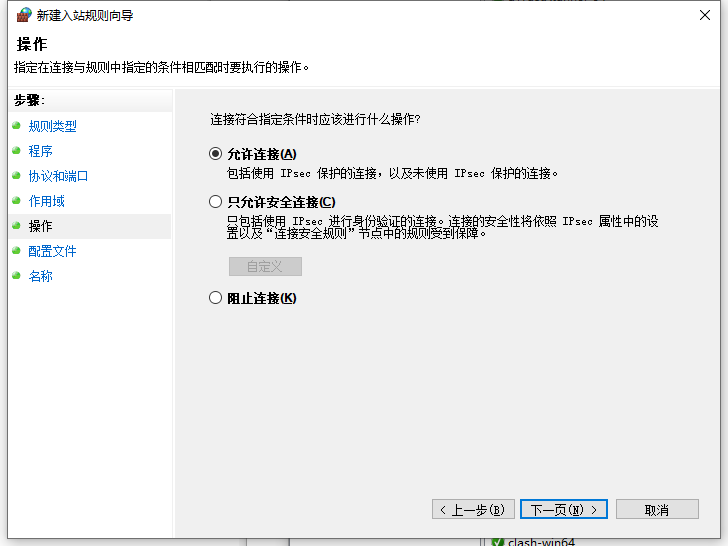 新建入站规则向导
操作
指定在连接与规则中指定的条件相匹配时要执行的操作。
步骤:
规则类型
程序
协议和端口
作用域
操作
配置文件
名称
连接符合指定条件时应该进行什么操作?
允许连接(A)
包括使用 IPsec 保护的连接，以及未使用 IPsec 保护的连接。
只允许安全连接(C)
只包括使用 IPsec 进行身份验证的连接。连接的安全性将依照 IPsec 属性中的设
置以及“连接安全规则”节点中的规则受到保障。
自定义
阻止连接(K)
< 上一步(B)
下一页(N) >
取消
clash-win64